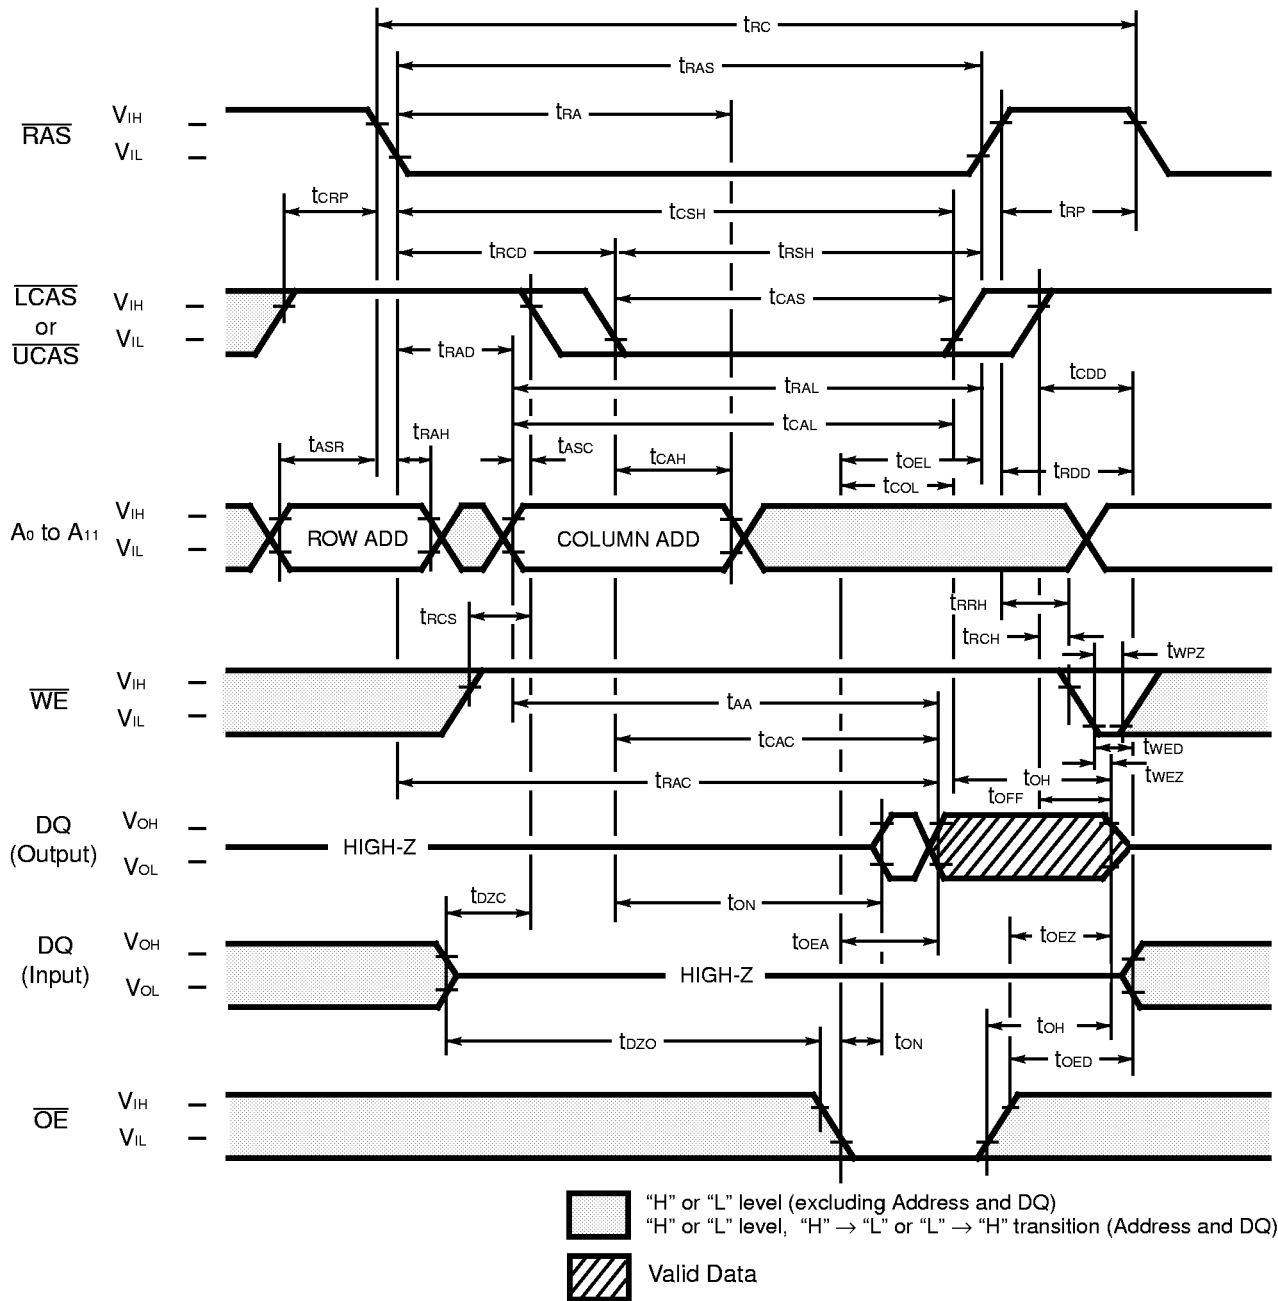 tRC
tRAS
tRA
RAS
VIH
VIL
tCRP
tCSH
tRP
tRCD
tRSH
LCAS
or
UCAS
VIH
VIL
tCAS
tRAD
tCDD
tRAL
tCAL
tASR
tRAH
tASC
tCAH
tOEL
tCOL
tRDD
A0 to A11
VIH
VIL
ROW ADD
COLUMN ADD
tRRH
tRCS
tRCH
tWPZ
WE
VIH
VIL
tAA
tCAC
tWED
tRAC
tOH
tWEZ
tOFF
DQ
(Output)
VOH
VOL
HIGH-Z
tDZC
tON
tOEA
tOEZ
DQ
(Input)
VOH
VOL
HIGH-Z
tOH
tDZO
tON
tOED
OE
VIH
VIL
“H” or “L” level (excluding Address and DQ)
“H” or “L” level, “H” → “L” or “L” → “H” transition (Address and DQ)
Valid Data